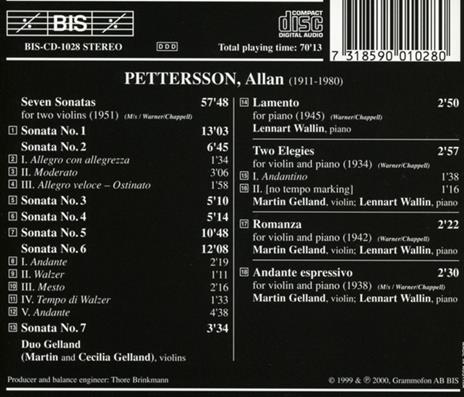 BIS
BIS-CD-1028 STEREO
D D D
COMPACT
disc
DIGITAL AUDIO
Total playing time: 70'13
7 318590 010280
PETTERSSON, Allan (1911-1980)
Seven Sonatas 57'48
for two violins (1951) (M/s / Warner/Chappell)
1 Sonata No. 1 13'03
Sonata No. 2 6'45
2 I. Allegro con allegrezza 1'34
3 II. Moderato 3'06
4 III. Allegro veloce – Ostinato 1'58
5 Sonata No. 3 5'10
6 Sonata No. 4 5'14
7 Sonata No. 5 10'48
Sonata No. 6 12'08
8 I. Andante 2'19
9 II. Walzer 1'11
10 III. Mesto 2'16
11 IV. Tempo di Walzer 1'33
12 V. Andante 4'38
13 Sonata No. 7 3'34
Duo Gelland
(Martin and Cecilia Gelland), violins
14 Lamento 2'50
for piano (1945) (M/s / Warner/Chappell)
Lennart Wallin, piano
Two Elegies 2'57
for violin and piano (1934) (M/s / Warner/Chappell)
15 I. Andantino 1'38
16 II. [no tempo marking] 1'16
Martin Gelland, violin; Lennart Wallin, piano
17 Romanza 2'22
for violin and piano (1942) (M/s / Warner/Chappell)
Martin Gelland, violin; Lennart Wallin, piano
18 Andante espressivo 2'30
for violin and piano (1938) (M/s / Warner/Chappell)
Martin Gelland, violin; Lennart Wallin, piano
Producer and balance engineer: Thore Brinkmann
© 1999 & ℗ 2000, Grammofon AB BIS